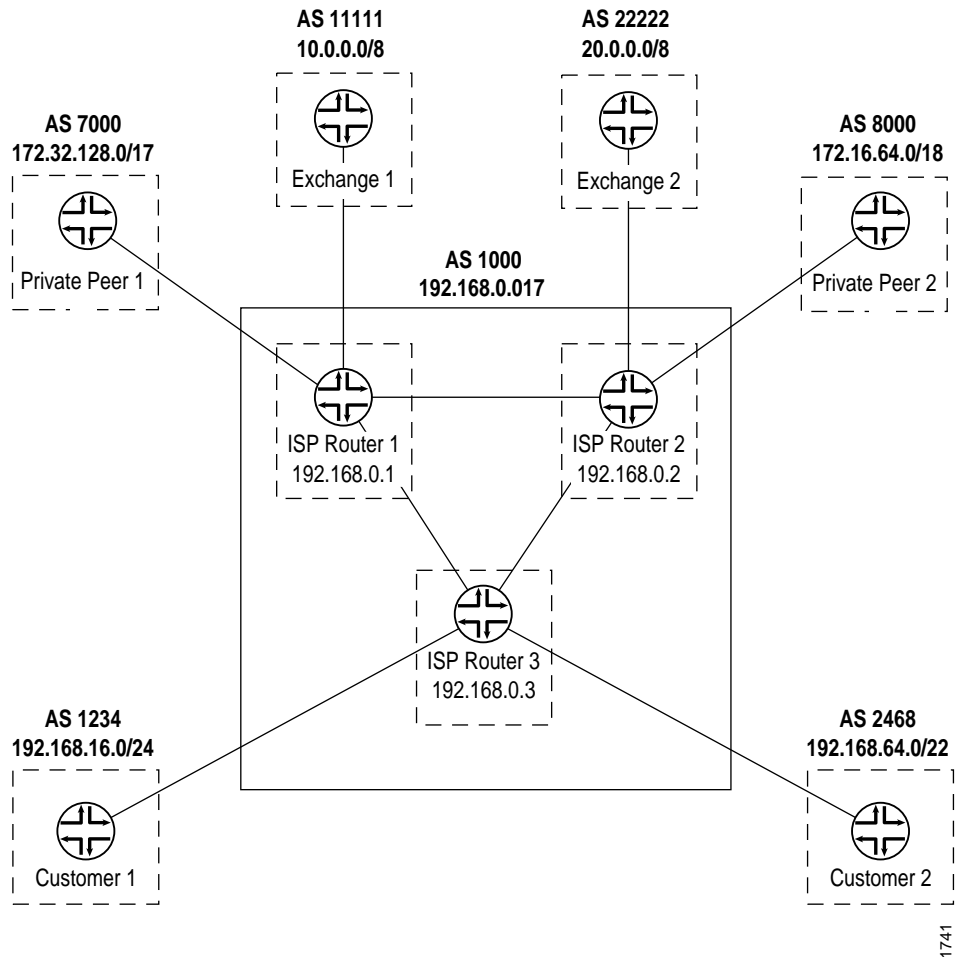 AS 11111
10.0.0.0/8
AS 22222
20.0.0.0/8
AS 7000
172.32.128.0/17
Exchange 1
Exchange 2
AS 8000
172.16.64.0/18
Private Peer 1
AS 1000
192.168.0.017
Private Peer 2
ISP Router 1
192.168.0.1
ISP Router 2
192.168.0.2
ISP Router 3
192.168.0.3
AS 1234
192.168.16.0/24
AS 2468
192.168.64.0/22
Customer 1
Customer 2
1741